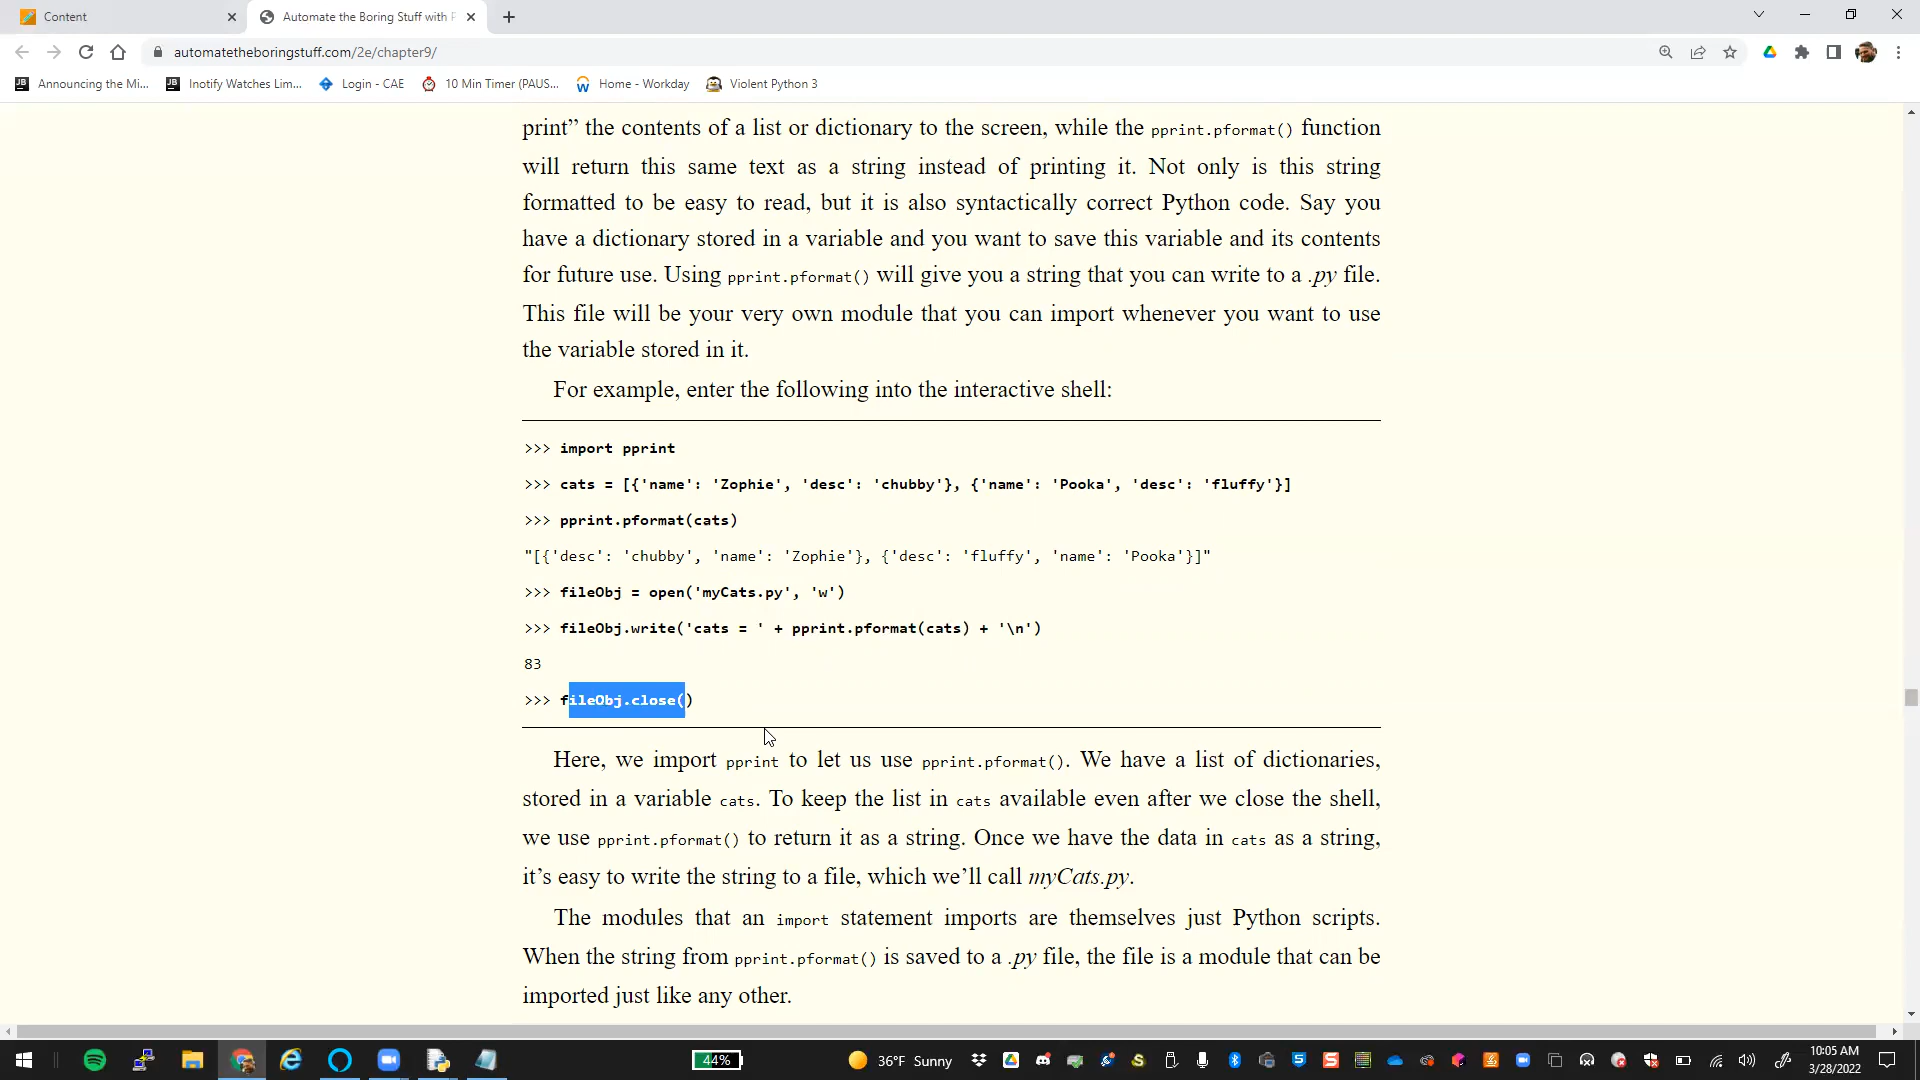 Content
Automate the Boring Stuff with P
automatetheboringstuff.com/2e/chapter9/
Announcing the Mi...
Inotify Watches Lim...
Login - CAE
10 Min Timer (PAUS...
Home - Workday
Violent Python 3
print” the contents of a list or dictionary to the screen, while the pprint.pformat() function
will return this same text as a string instead of printing it. Not only is this string
formatted to be easy to read, but it is also syntactically correct Python code. Say you
have a dictionary stored in a variable and you want to save this variable and its contents
for future use. Using pprint.pformat() will give you a string that you can write to a .py file.
This file will be your very own module that you can import whenever you want to use
the variable stored in it.
For example, enter the following into the interactive shell:
>>> import pprint
>>> cats = [{'name': 'Zophie', 'desc': 'chubby'}, {'name': 'Pooka', 'desc': 'fluffy'}]
>>> pprint.pformat(cats)
"[{'desc': 'chubby', 'name': 'Zophie'}, {'desc': 'fluffy', 'name': 'Pooka'}]"
>>> fileObj = open('myCats.py', 'w')
>>> fileObj.write('cats = ' + pprint.pformat(cats) + '\n')
83
>>> fileObj.close()
Here, we import pprint to let us use pprint.pformat(). We have a list of dictionaries,
stored in a variable cats. To keep the list in cats available even after we close the shell,
we use pprint.pformat() to return it as a string. Once we have the data in cats as a string,
it’s easy to write the string to a file, which we’ll call myCats.py.
The modules that an import statement imports are themselves just Python scripts.
When the string from pprint.pformat() is saved to a .py file, the file is a module that can be
imported just like any other.
44%
36°F Sunny
10:05 AM
3/28/2022